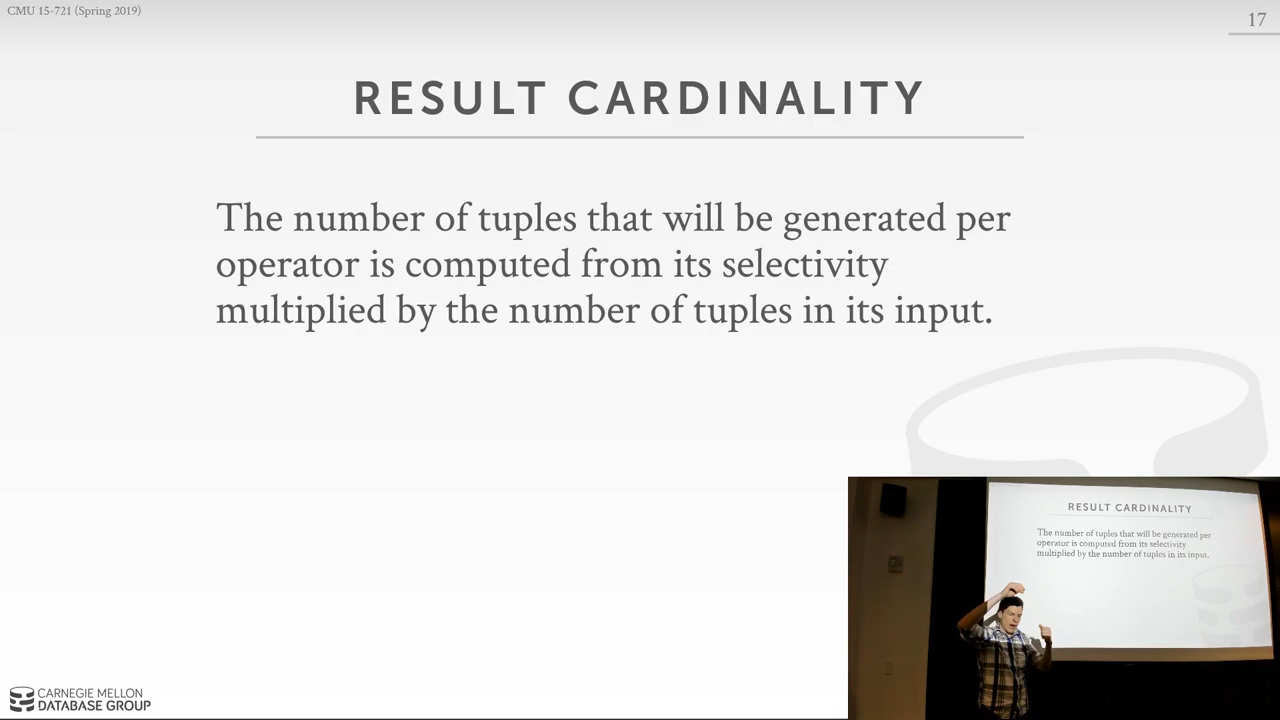 CMU 15-721 (Spring 2019)
17
RESULT CARDINALITY
The number of tuples that will be generated per
operator is computed from its selectivity
multiplied by the number of tuples in its input.
RESULT CARDINALITY
The number of tuples that will be generated per
operator is computed from its selectivity
multiplied by the number of tuples in its input.
CARNEGIE MELLON
DATABASE GROUP